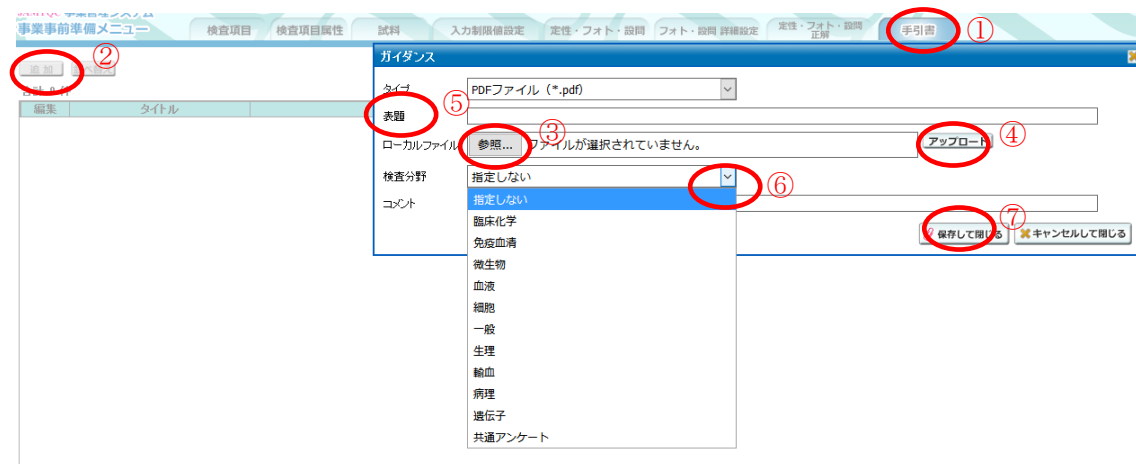 事業管理システム
事業事前準備メニュー
検査項目
検査項目属性
試料
入力制限値設定
定性・フォト・設問
フォト・設問 詳細設定
定性・フォト・設問
正解
手引書
①
②
追加
ガイダンス
タイプ
PDFファイル（*.pdf)
編集
タイトル
⑤
表題
ローカルファイル
参照...
③
ファイルが選択されていません。
アップロード
④
検査分野
指定しない
⑥
コメント
指定しない
臨床化学
免疫血清
微生物
血液
細胞
一般
生理
輸血
病理
遺伝子
共通アンケート
⑦
保存して閉じる
キャンセルして閉じる